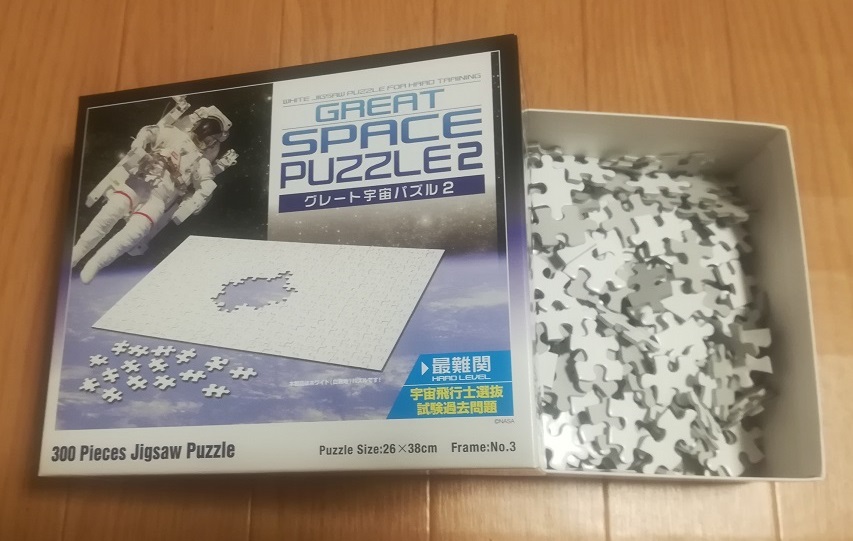 WHITE JIGSAW PUZZLE FOR HARD TRAINING
GREAT
SPACE
PUZZLE2
グレート宇宙パズル2
最難関
HARD LEVEL
宇宙飛行士選抜
試験過去問題
©NASA
300 Pieces Jigsaw Puzzle
Puzzle Size:26×38cm Frame:No.3